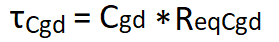 τCgd = Cgd *ReqCgd